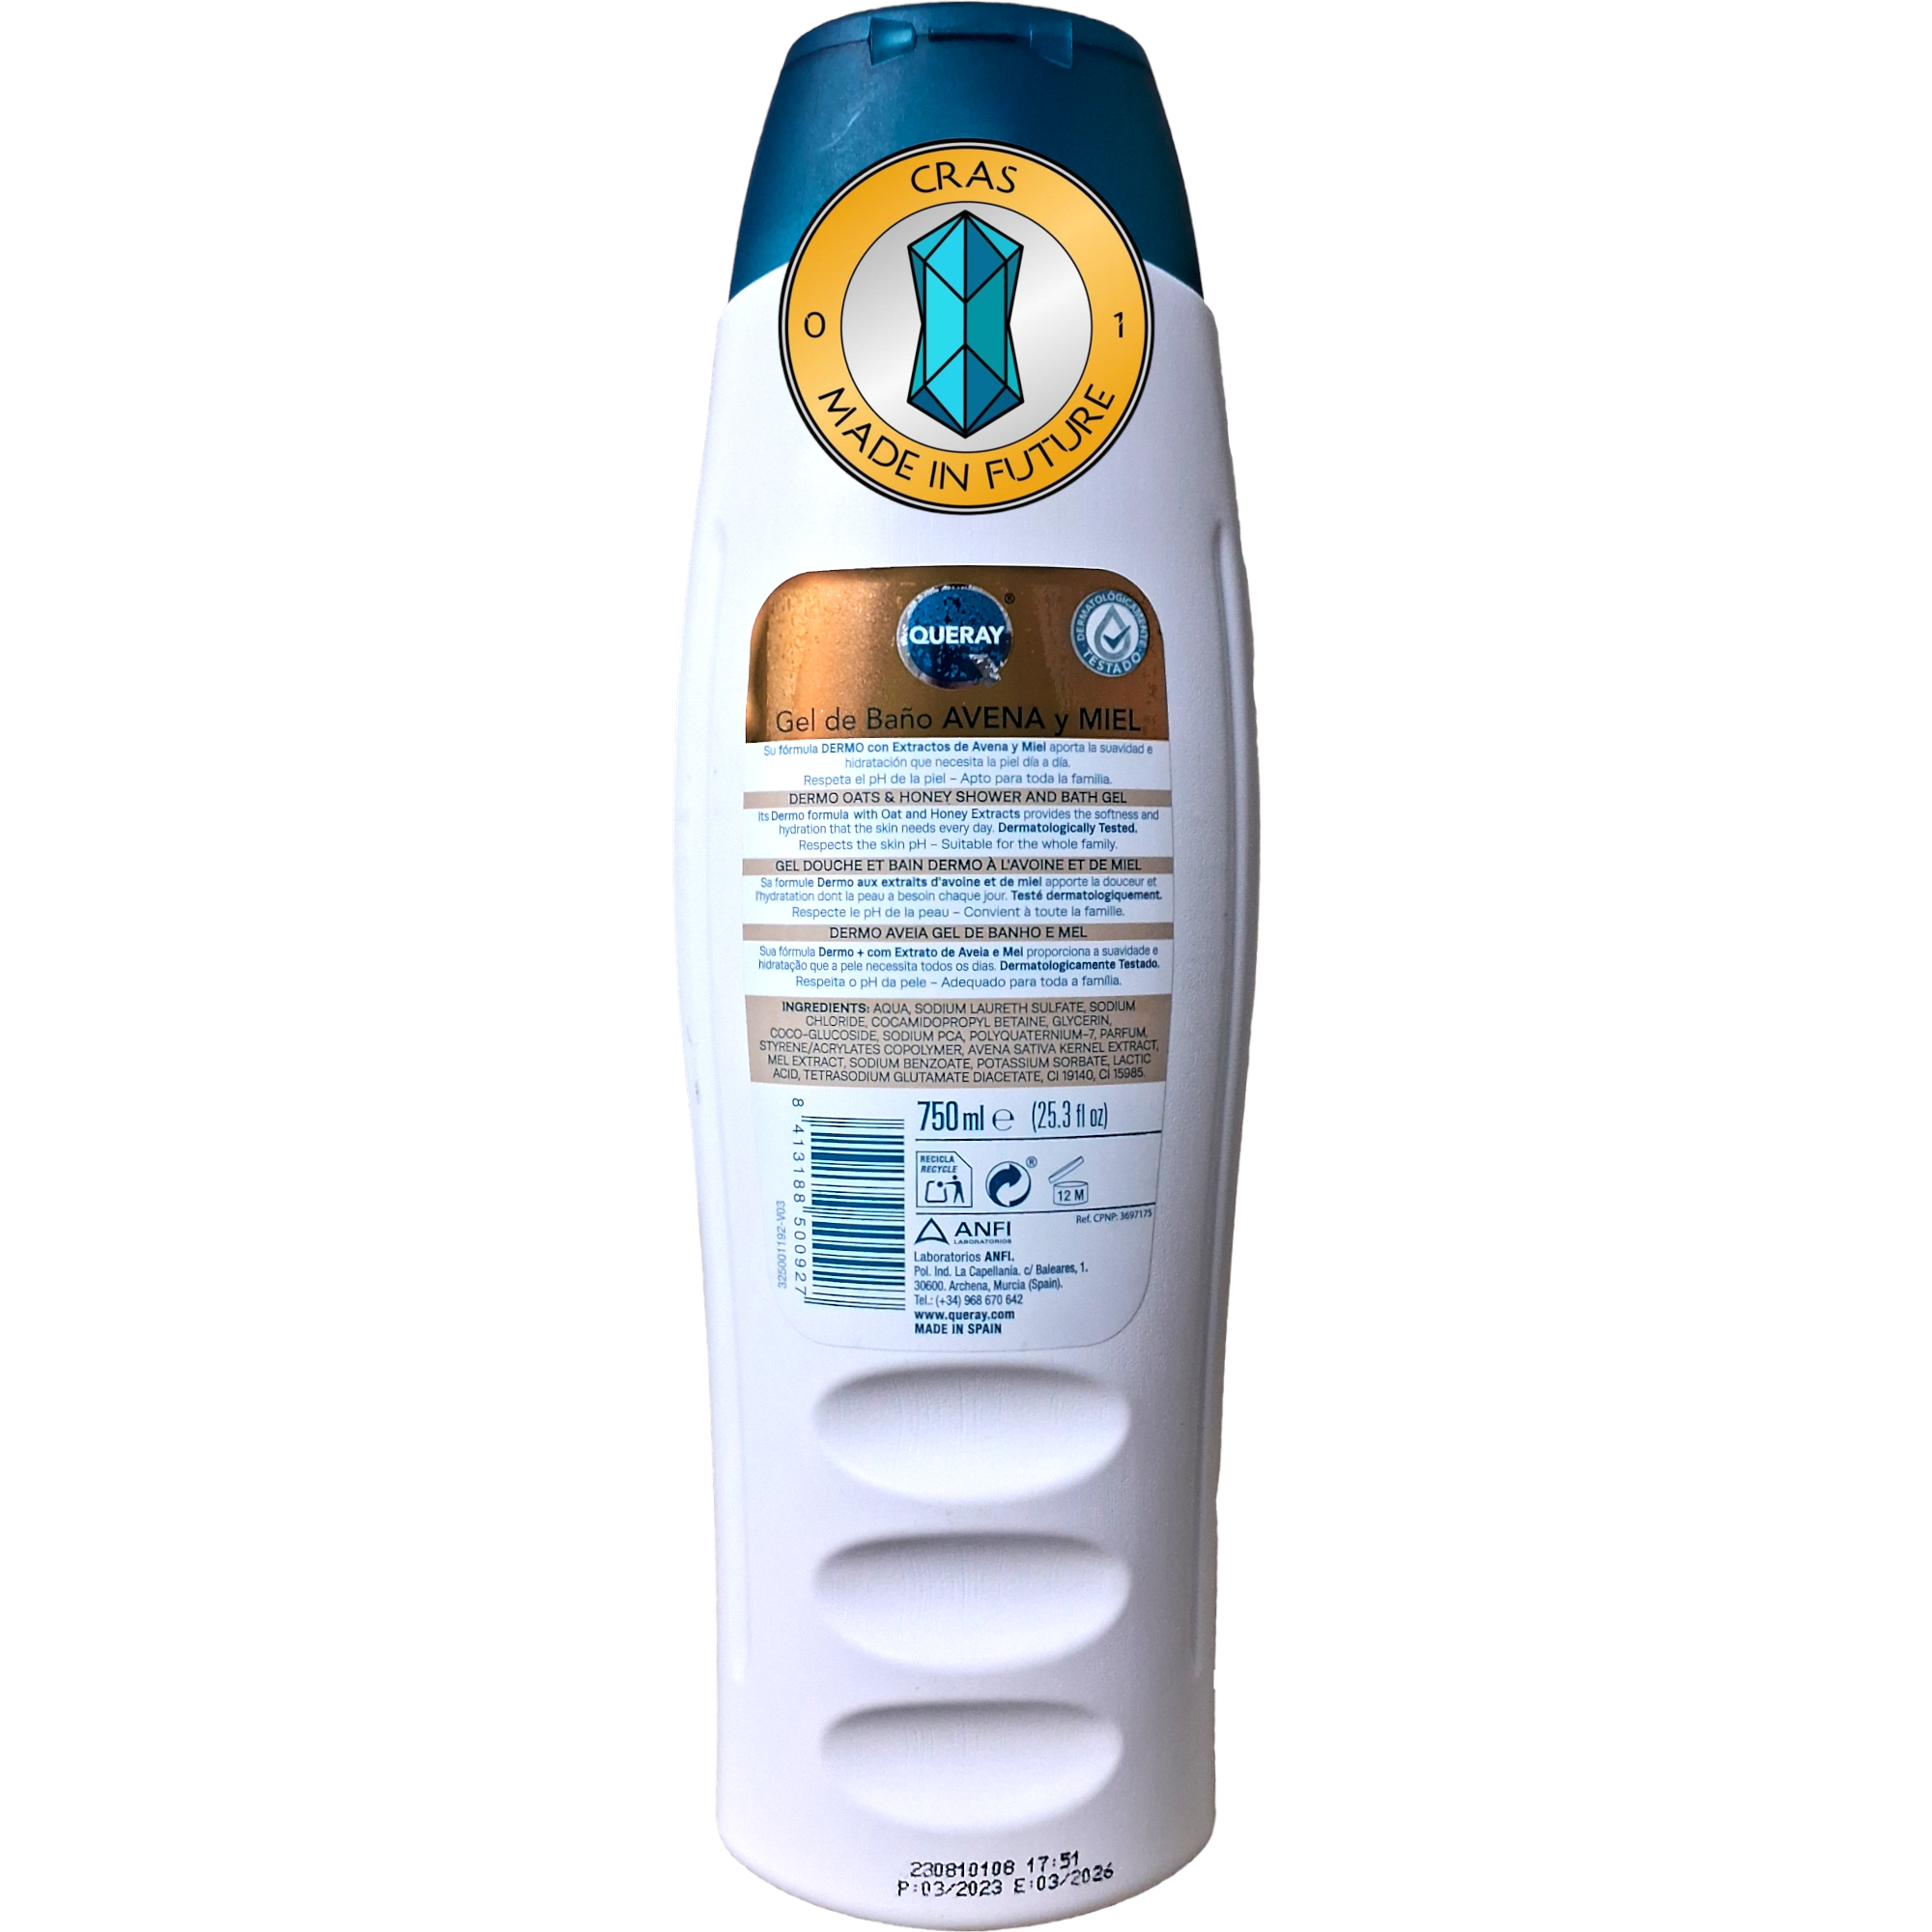 CRAS
0 1
MADE IN FUTURE
QUERAY ®
DERMATOLÓGICAMENTE TESTADO
Gel de Baño AVENA y MIEL
Su fórmula DERMO con Extractos de Avena y Miel aporta la suavidad e
hidratación que necesita la piel día a día.
Respeta el pH de la piel – Apto para toda la familia.
DERMO OATS & HONEY SHOWER AND BATH GEL
Its Dermo formula with Oat and Honey Extracts provides the softness and
hydration that the skin needs every day. Dermatologically Tested.
Respects the skin pH – Suitable for the whole family.
GEL DOUCHE ET BAIN DERMO À L'AVOINE ET DE MIEL
Sa formule Dermo aux extraits d'avoine et de miel apporte la douceur et
l'hydratation dont la peau a besoin chaque jour. Testé dermatologiquement.
Respecte le pH de la peau – Convient à toute la famille.
DERMO AVEIA GEL DE BANHO E MEL
Sua fórmula Dermo + com Extrato de Aveia e Mel proporciona a suavidade e
hidratação que a pele necessita todos os dias. Dermatologicamente Testado.
Respeita o pH da pele – Adequado para toda a família.
INGREDIENTS: AQUA, SODIUM LAURETH SULFATE, SODIUM
CHLORIDE, COCAMIDOPROPYL BETAINE, GLYCERIN,
COCO-GLUCOSIDE, SODIUM PCA, POLYQUATERNIUM-7, PARFUM,
STYRENE/ACRYLATES COPOLYMER, AVENA SATIVA KERNEL EXTRACT,
MEL EXTRACT, SODIUM BENZOATE, POTASSIUM SORBATE, LACTIC
ACID, TETRASODIUM GLUTAMATE DIACETATE, CI 19140, CI 15985.
8 413188 500927
325001192-V03
750 ml ℮ (25.3 fl oz)
RECICLA
RECYCLE
®
12 M
Ref. CPNP: 3697175
ANFI
LABORATORIOS
Laboratorios ANFI.
Pol. Ind. La Capellanía. c/ Baleares, 1.
30600. Archena, Murcia (Spain).
Tel.: (+34) 968 670 642
www.queray.com
MADE IN SPAIN
230810108 17:51
P:03/2023 E:03/2026